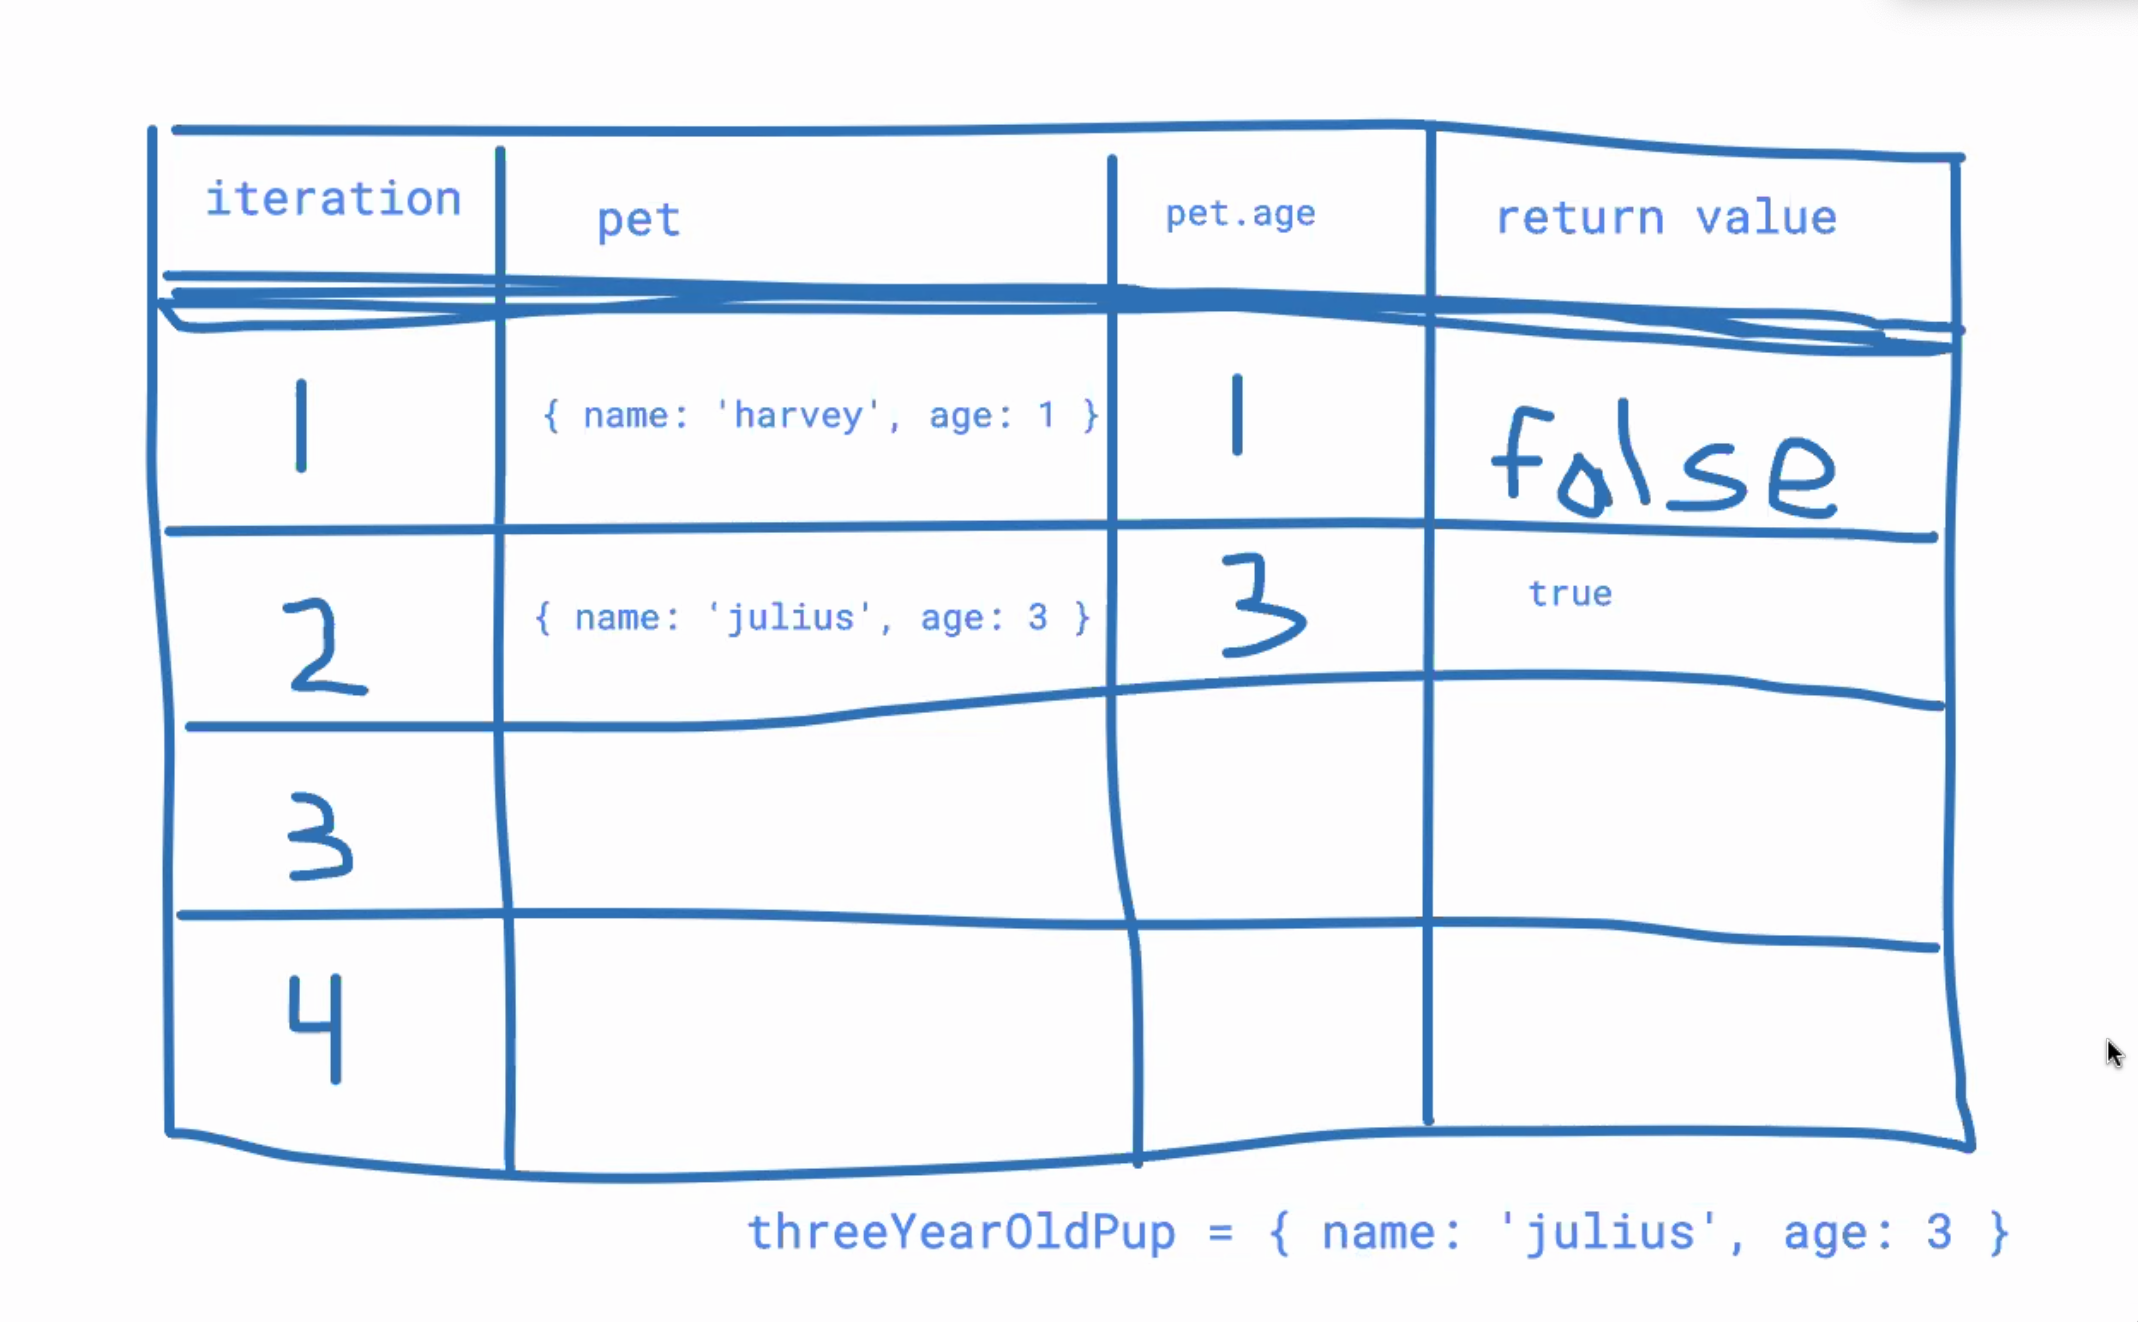 iteration pet pet.age return value
1 { name: 'harvey', age: 1 } 1 false
2 { name: ‘julius', age: 3 } 3 true
3
4
threeYearOldPup = { name: 'julius', age: 3 }